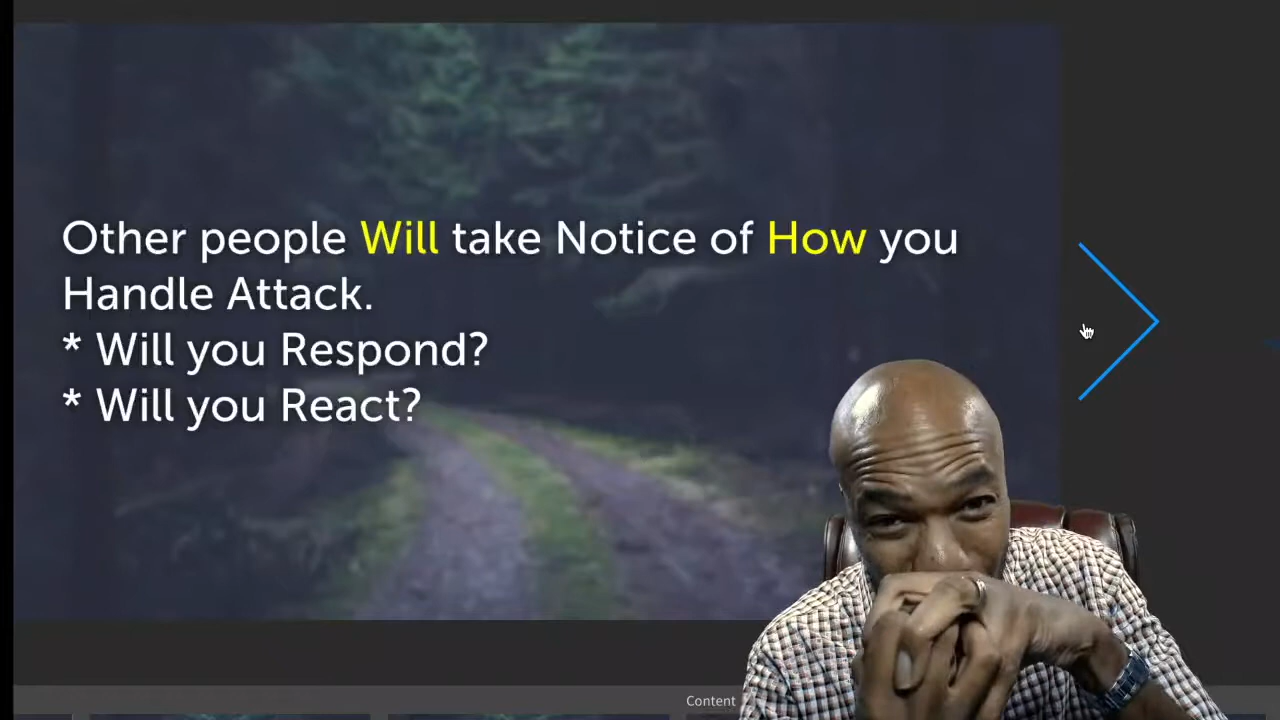 Other people Will take Notice of How you
Handle Attack.
* Will you Respond?
* Will you React?
Content